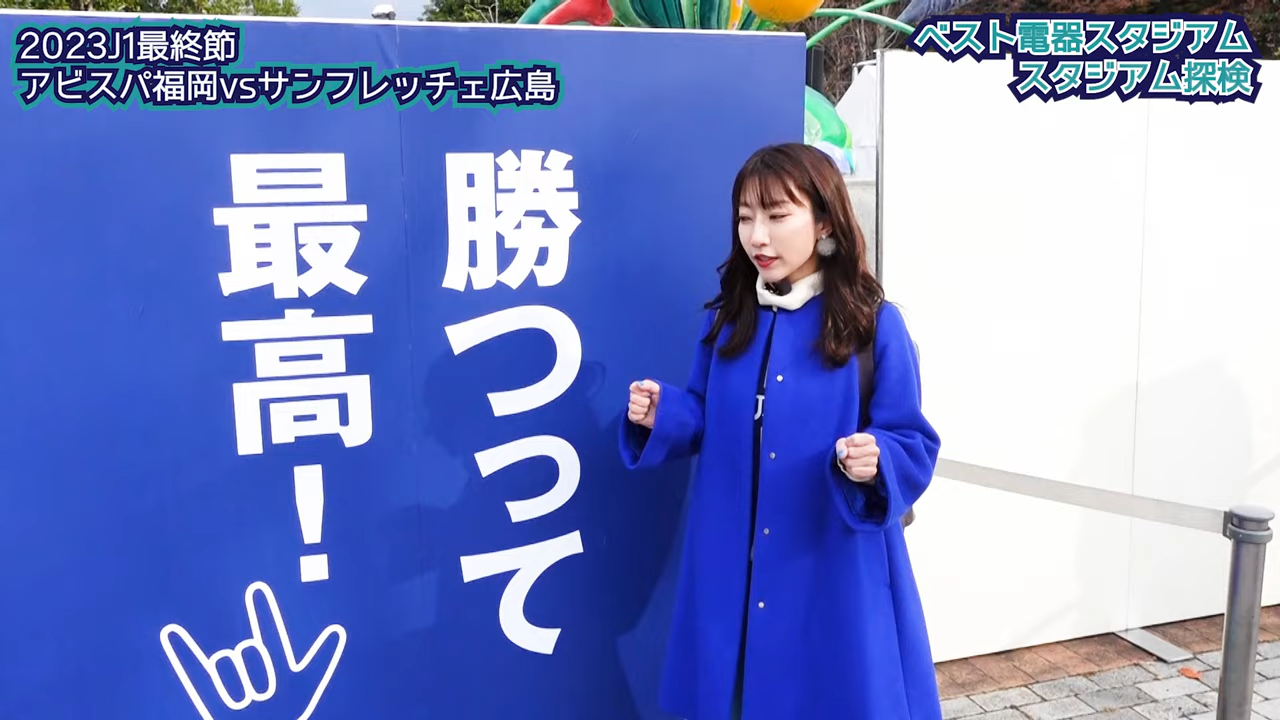 2023J1最終節
アビスパ福岡vsサンフレッチェ広島
ベスト電器スタジアム
スタジアム探検
勝つって
最高!